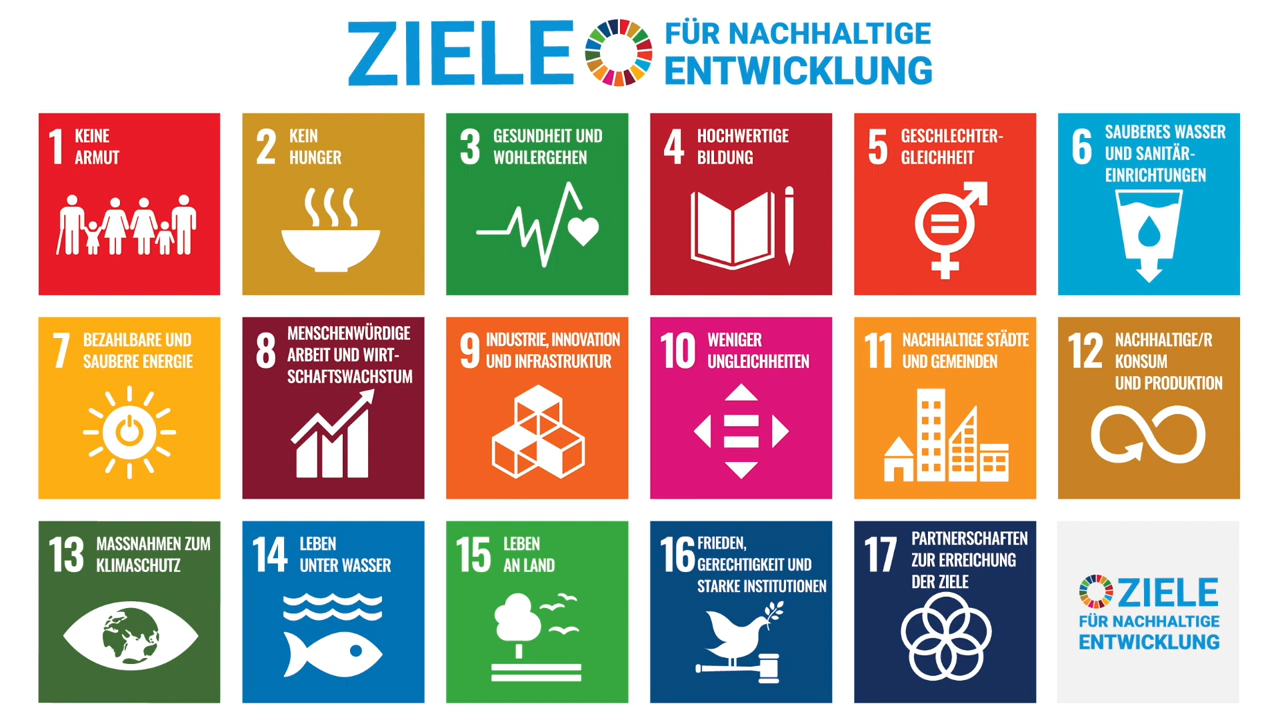 ZIELE FÜR NACHHALTIGE
ENTWICKLUNG
1 KEINE
ARMUT
2 KEIN
HUNGER
3 GESUNDHEIT UND
WOHLERGEHEN
4 HOCHWERTIGE
BILDUNG
5 GESCHLECHTER-
GLEICHHEIT
6 SAUBERES WASSER
UND SANITÄR-
EINRICHTUNGEN
7 BEZAHLBARE UND
SAUBERE ENERGIE
8 MENSCHENWÜRDIGE
ARBEIT UND WIRT-
SCHAFTSWACHSTUM
9 INDUSTRIE, INNOVATION
UND INFRASTRUKTUR
10 WENIGER
UNGLEICHHEITEN
11 NACHHALTIGE STÄDTE
UND GEMEINDEN
12 NACHHALTIGE/R
KONSUM
UND PRODUKTION
13 MASSNAHMEN ZUM
KLIMASCHUTZ
14 LEBEN
UNTER WASSER
15 LEBEN
AN LAND
16 FRIEDEN,
GERECHTIGKEIT UND
STARKE INSTITUTIONEN
17 PARTNERSCHAFTEN
ZUR ERREICHUNG
DER ZIELE
ZIELE
FÜR NACHHALTIGE
ENTWICKLUNG